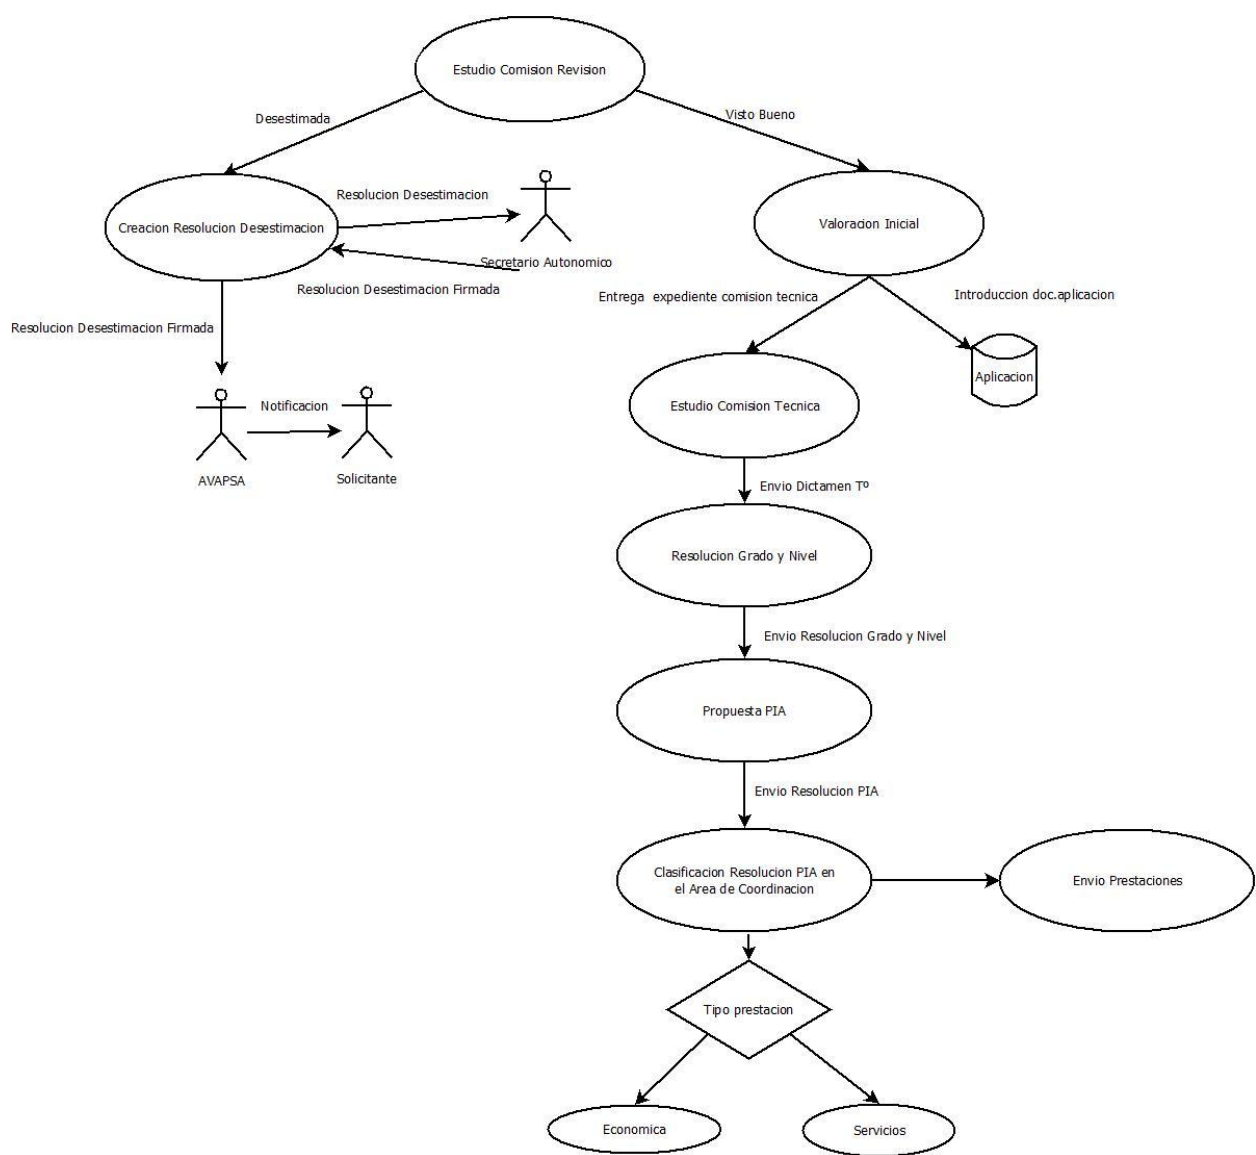 Estudio Comision Revision
Desestimada
Visto Bueno
Creación Resolucion Desestimacion
Resolucion Desestimacion
Secretario Autonomico
Resolucion Desestimacion Firmada
Valoracion Inicial
Resolucion Desestimacion Firmada
Entrega expediente comision tecnica
Introduccion doc.aplicacion
Aplicacion
AVAPSA
Notificacion
Solicitante
Estudio Comision Tecnica
Envio Dictamen Tº
Resolucion Grado y Nivel
Envio Resolucion Grado y Nivel
Propuesta PIA
Envio Resolucion PIA
Clasificacion Resolucion PIA en
el Area de Coordinacion
Envio Prestaciones
Tipo prestacion
Economica
Servicios